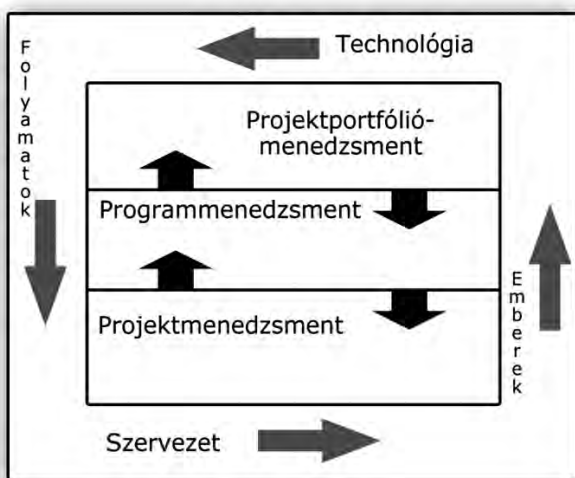 Technológia
Folyamatok
Projektportfólió-
menedzsment
Programmenedzsment
Projektmenedzsment
Emberek
Szervezet